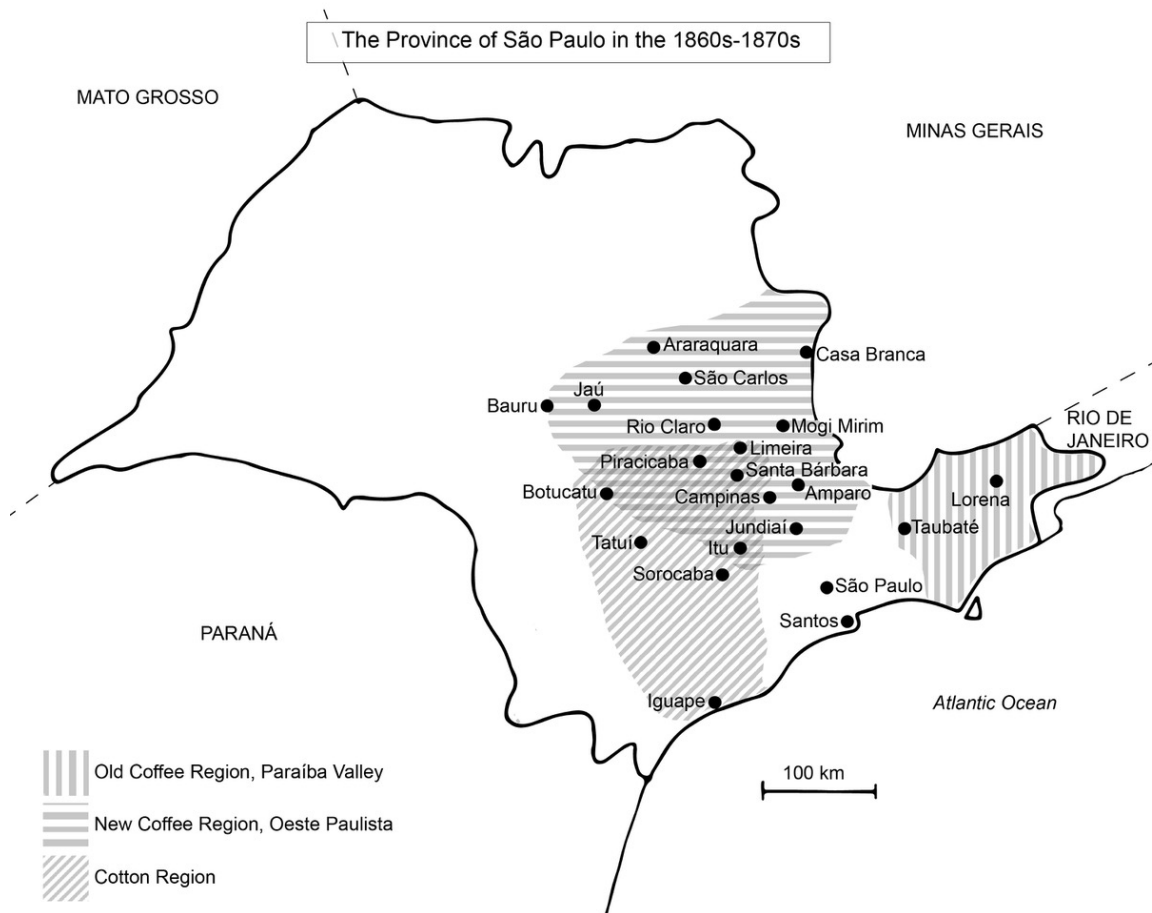 The Province of São Paulo in the 1860s-1870s
MATO GROSSO
MINAS GERAIS
Araraquara
Casa Branca
São Carlos
Jaú
Bauru
Rio Claro
Mogi Mirim
RIO DE
JANEIRO
Limeira
Piracicaba
Santa Bárbara
Botucatu
Campinas
Amparo
Lorena
Jundiaí
Taubaté
Tatuí
Itu
Sorocaba
São Paulo
Santos
PARANÁ
Iguape
Atlantic Ocean
Old Coffee Region, Paraíba Valley
100 km
New Coffee Region, Oeste Paulista
Cotton Region